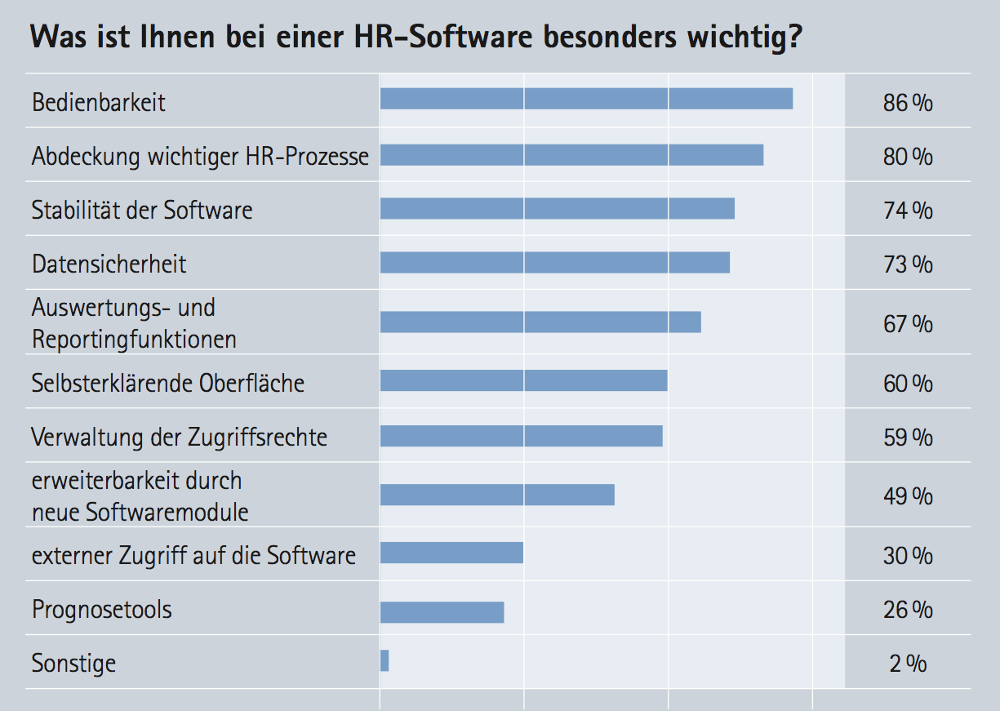 Was ist Ihnen bei einer HR-Software besonders wichtig?
Bedienbarkeit 86 %
Abdeckung wichtiger HR-Prozesse 80 %
Stabilität der Software 74 %
Datensicherheit 73 %
Auswertungs- und
Reportingfunktionen 67 %
Selbsterklärende Oberfläche 60 %
Verwaltung der Zugriffsrechte 59 %
erweiterbarkeit durch
neue Softwaremodule 49 %
externer Zugriff auf die Software 30 %
Prognosetools 26 %
Sonstige 2 %